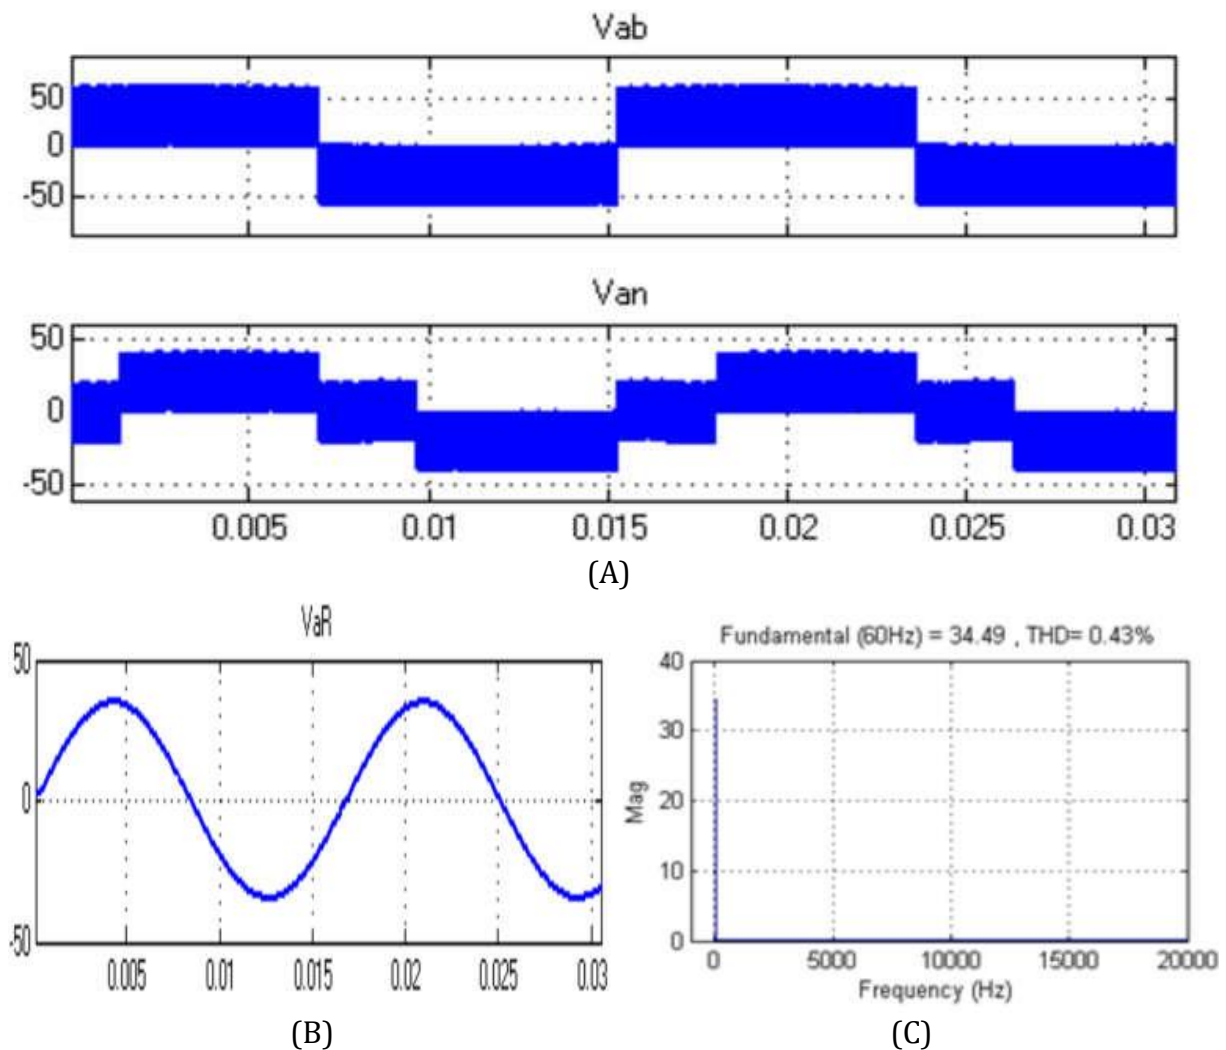 Vab
50
0
-50
Van
50
0
-50
0.005 0.01 0.015 0.02 0.025 0.03
(A)
VaR
50
0
-50
0.005 0.01 0.015 0.02 0.025 0.03
(B)
Fundamental (60Hz) = 34.49 , THD= 0.43%
40
30
20
10
0
Mag
0 5000 10000 15000 20000
Frequency (Hz)
(C)